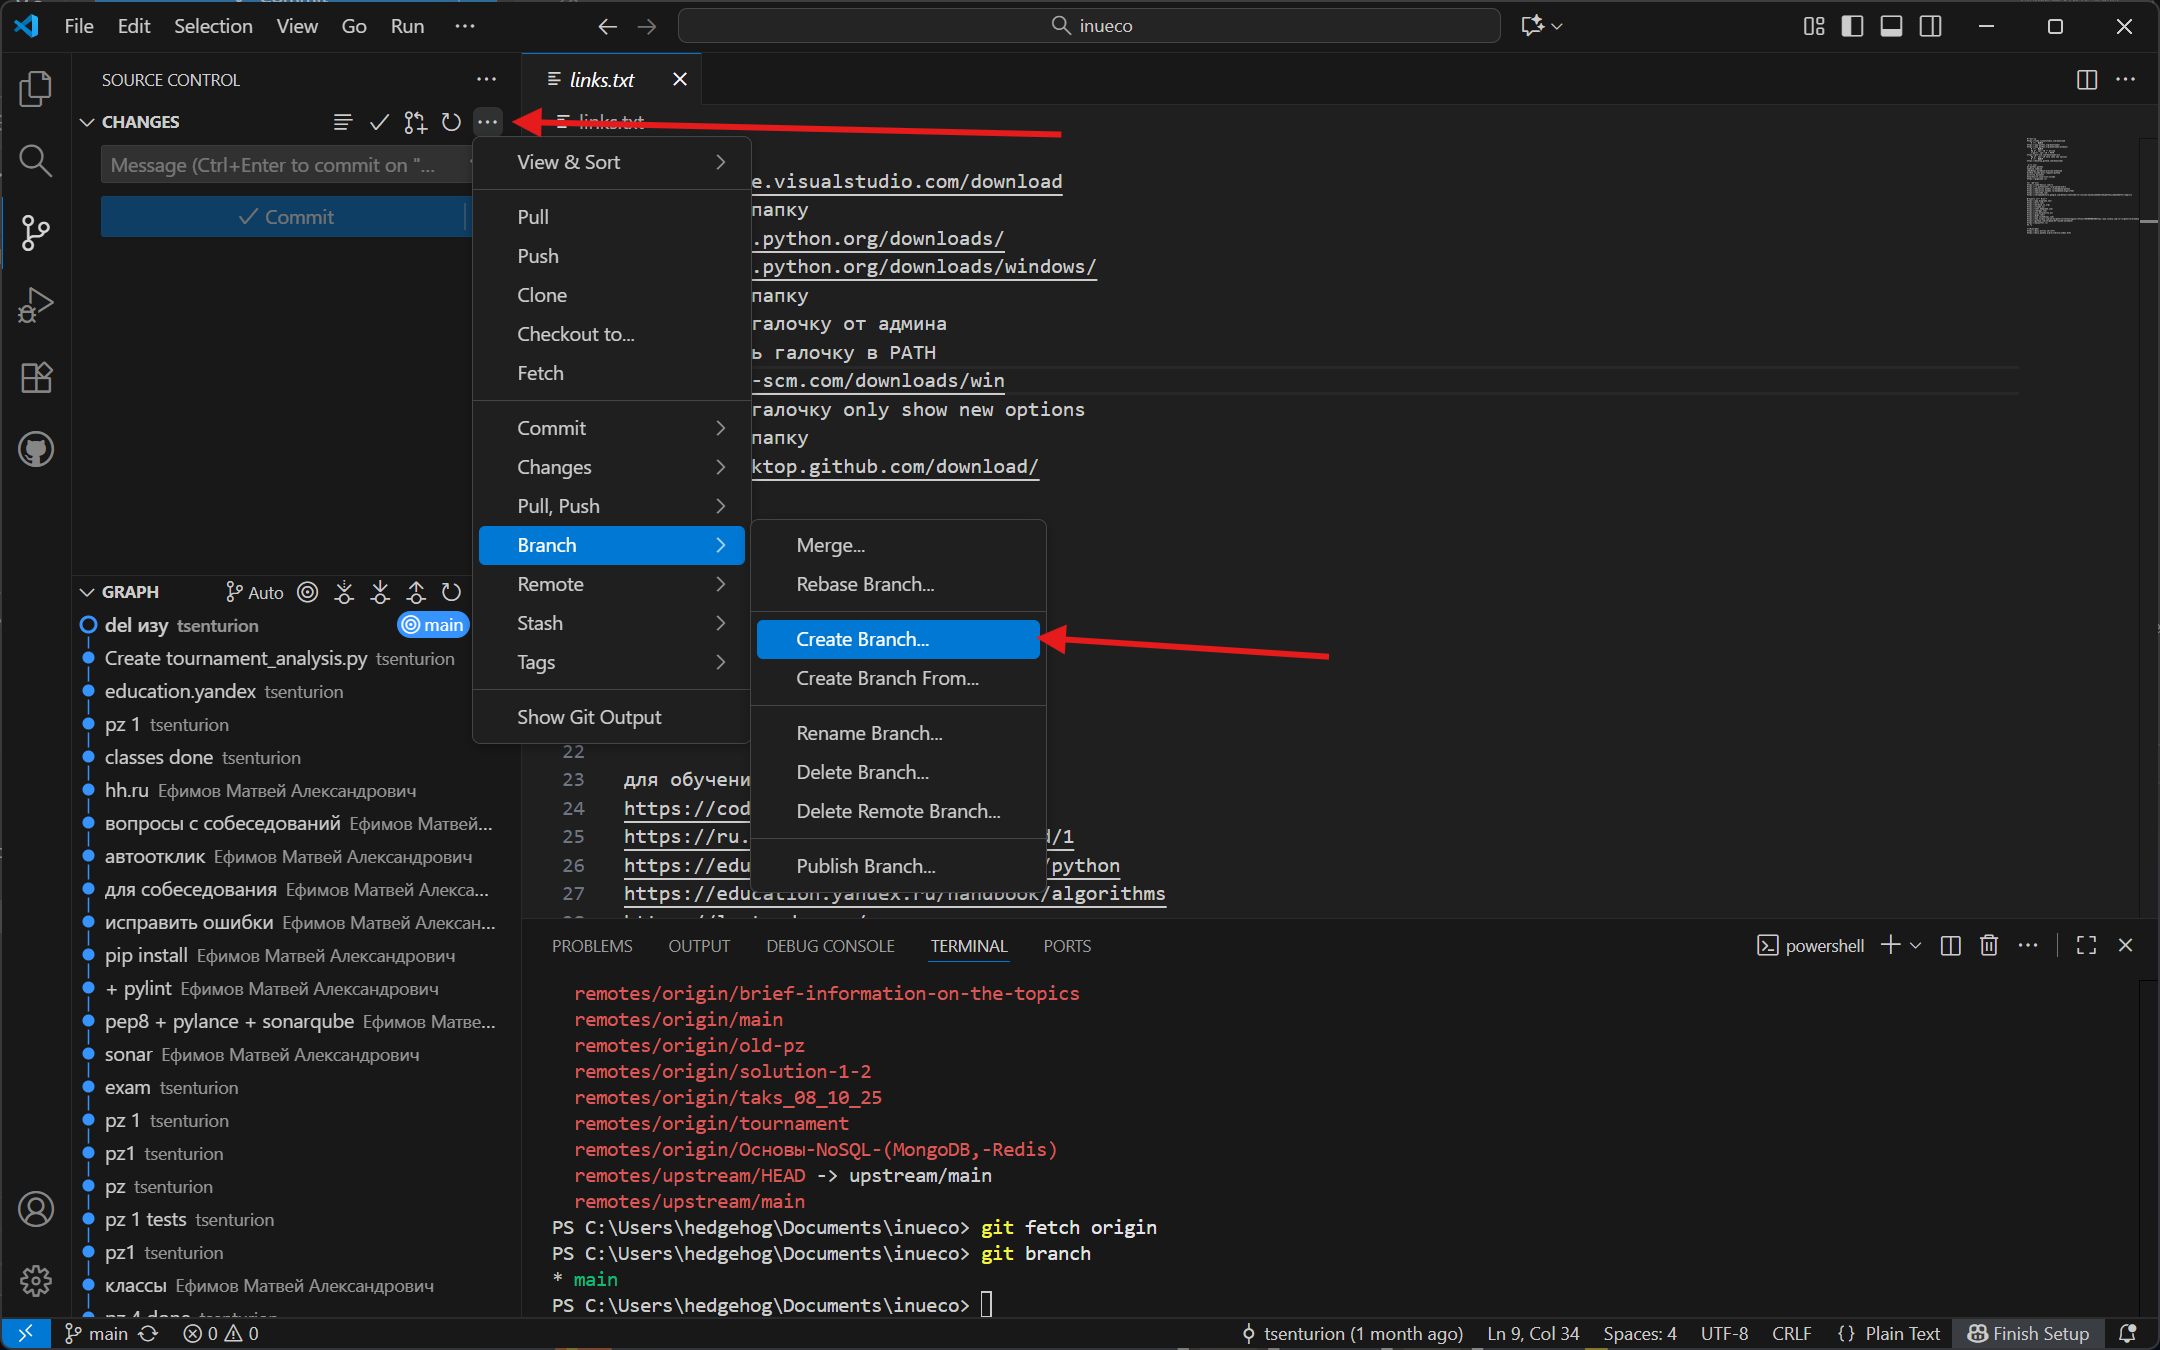 File Edit Selection View Go Run
inueco
SOURCE CONTROL
CHANGES
Message (Ctrl+Enter to commit on "...
Commit
GRAPH
Auto
del изу tsenturion main
Create tournament_analysis.py tsenturion
education.yandex tsenturion
pz 1 tsenturion
classes done tsenturion
hh.ru Ефимов Матвей Александрович
вопросы с собеседований Ефимов Матвей...
автоотклик Ефимов Матвей Александрович
для собеседования Ефимов Матвей Алекса...
исправить ошибки Ефимов Матвей Алексан...
pip install Ефимов Матвей Александрович
+ pylint Ефимов Матвей Александрович
pep8 + pylance + sonarqube Ефимов Матве...
sonar Ефимов Матвей Александрович
exam tsenturion
pz 1 tsenturion
pz1 tsenturion
pz tsenturion
pz 1 tests tsenturion
pz1 tsenturion
классы Ефимов Матвей Александрович
pz 4 done tsenturion
View & Sort
Pull
Push
Clone
Checkout to...
Fetch
Commit
Changes
Pull, Push
Branch
Remote
Stash
Tags
Show Git Output
Merge...
Rebase Branch...
Create Branch...
Create Branch From...
Rename Branch...
Delete Branch...
Delete Remote Branch...
Publish Branch...
links.txt
links.txt
e.visualstudio.com/download
папку
.python.org/downloads/
.python.org/downloads/windows/
папку
галочку от админа
ь галочку в PATH
-scm.com/downloads/win
галочку only show new options
папку
ktop.github.com/download/
22
23 для обучени
24 https://cod
25 https://ru. d/1
26 https://edu /python
27 https://education.yandex.ru/handbook/algorithms
PROBLEMS OUTPUT DEBUG CONSOLE TERMINAL PORTS
powershell
remotes/origin/brief-information-on-the-topics
remotes/origin/main
remotes/origin/old-pz
remotes/origin/solution-1-2
remotes/origin/taks_08_10_25
remotes/origin/tournament
remotes/origin/Основы-NoSQL-(MongoDB,-Redis)
remotes/upstream/HEAD -> upstream/main
remotes/upstream/main
PS C:\Users\hedgehog\Documents\inueco> git fetch origin
PS C:\Users\hedgehog\Documents\inueco> git branch
* main
PS C:\Users\hedgehog\Documents\inueco>
main 0 0 tsenturion (1 month ago) Ln 9, Col 34 Spaces: 4 UTF-8 CRLF {} Plain Text Finish Setup